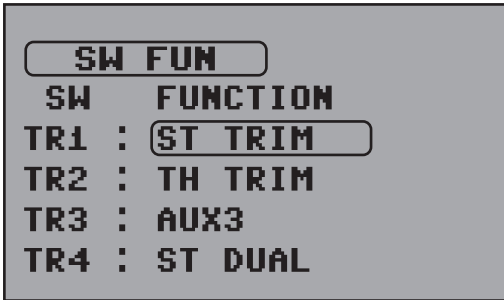 SW FUN
SW FUNCTION
TR1 : ST TRIM
TR2 : TH TRIM
TR3 : AUX3
TR4 : ST DUAL